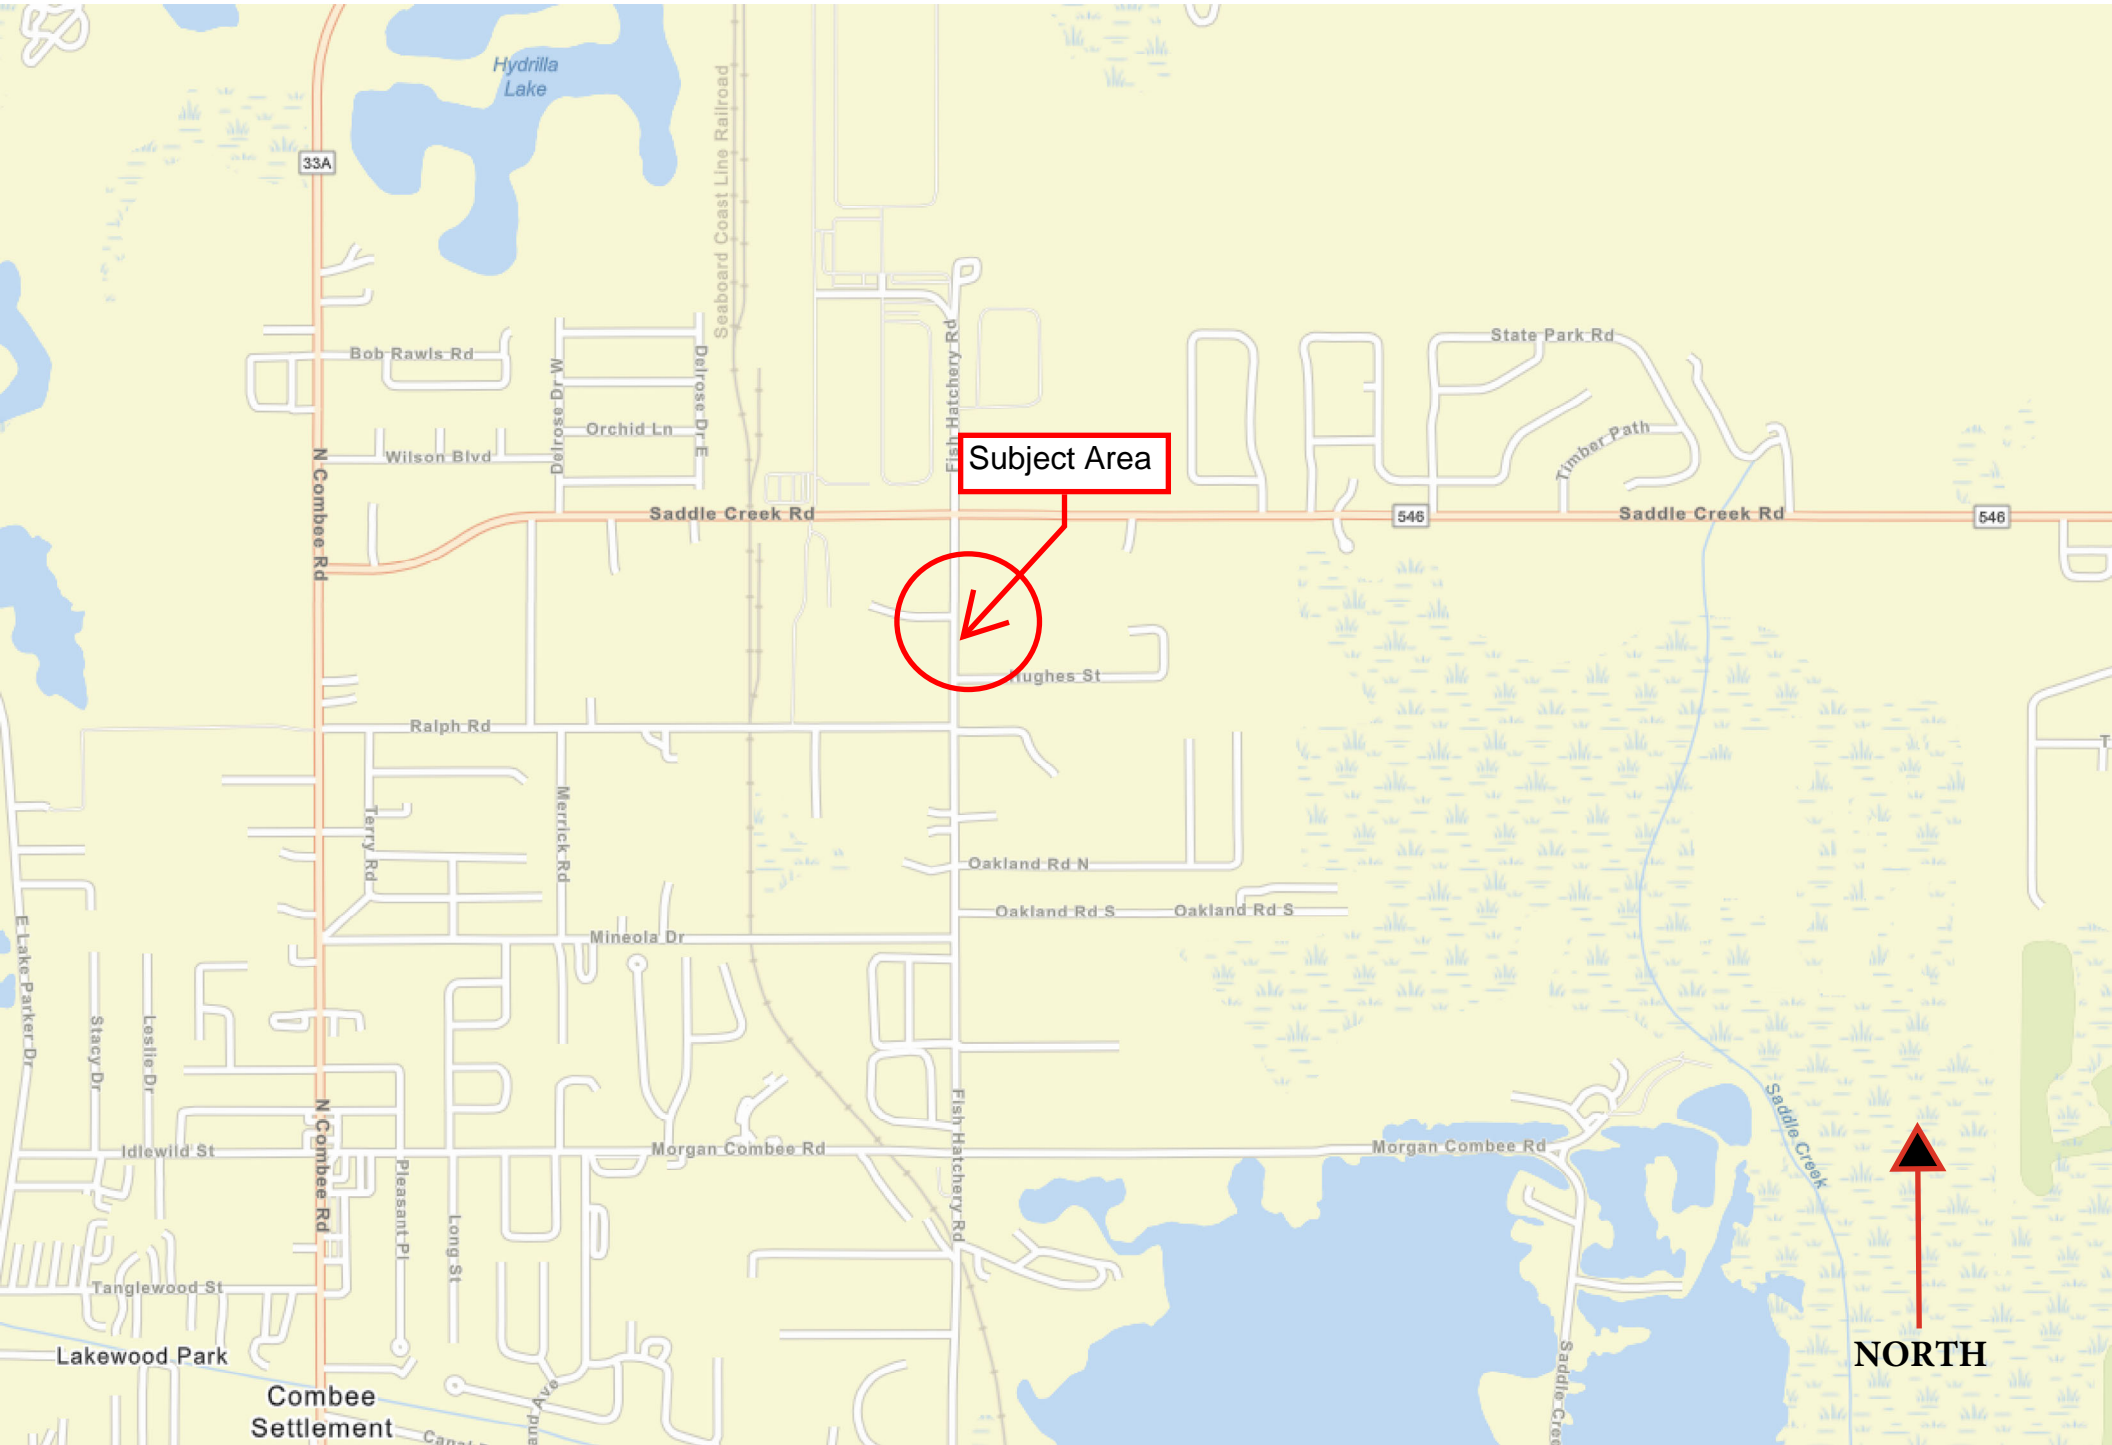 Hydrilla
Lake
Seaboard Coast Line Railroad
33A
Fish Hatchery Rd
State Park Rd
Bob Rawls Rd
Delrose Dr W
Delrose Dr E
Orchid Ln
Timber Path
Wilson Blvd
Subject Area
N Combee Rd
Saddle Creek Rd
546
Saddle Creek Rd
546
Hughes St
Ralph Rd
Terry Rd
Merrick Rd
Oakland Rd N
Oakland Rd S
Oakland Rd S
Mineola Dr
E Lake Parker Dr
Stacy Dr
Leslie Dr
N Combee Rd
Fish Hatchery Rd
Saddle Creek
Idlewild St
Morgan Combee Rd
Morgan Combee Rd
Pleasant Pl
Long St
Tanglewood St
Lakewood Park
NORTH
Combee
Settlement
Canal
Ave
Saddle Cree